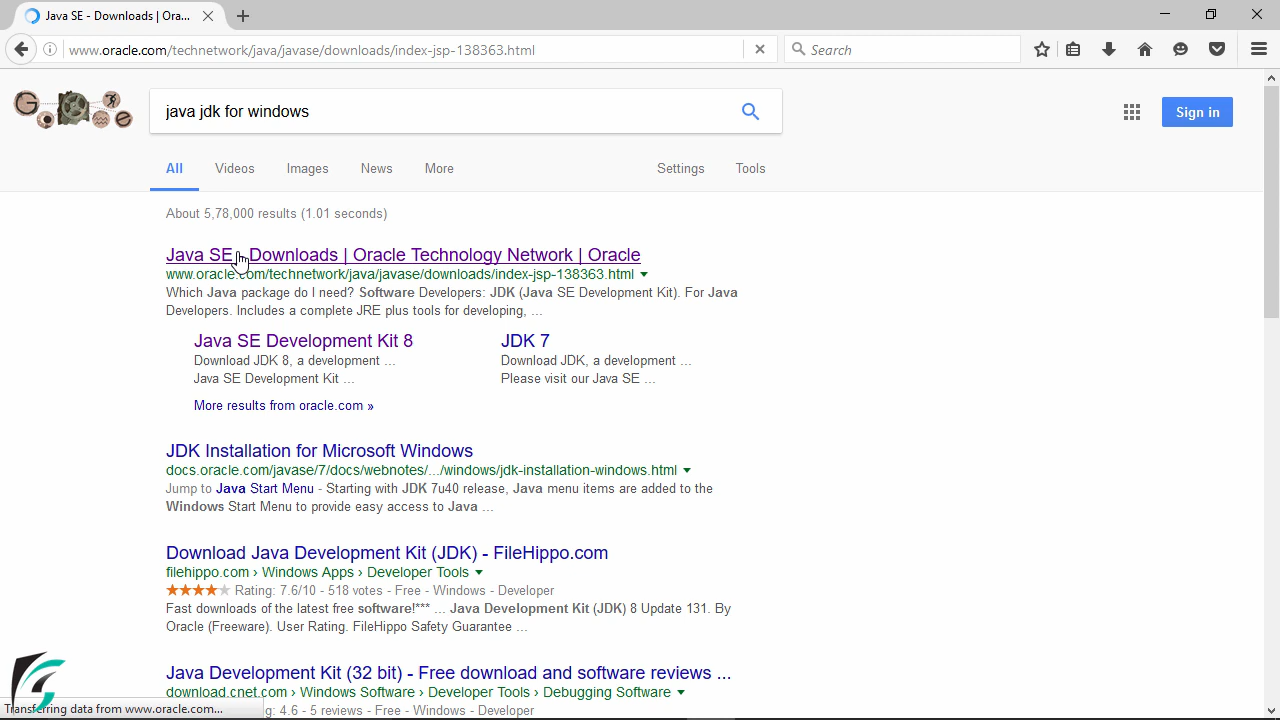 Java SE - Downloads | Ora...
www.oracle.com/technetwork/java/javase/downloads/index-jsp-138363.html
Search
java jdk for windows
Sign in
All Videos Images News More Settings Tools
About 5,78,000 results (1.01 seconds)
Java SE - Downloads | Oracle Technology Network | Oracle
www.oracle.com/technetwork/java/javase/downloads/index-jsp-138363.html
Which Java package do I need? Software Developers: JDK (Java SE Development Kit). For Java
Developers. Includes a complete JRE plus tools for developing, ...
Java SE Development Kit 8
Download JDK 8, a development ...
Java SE Development Kit ...
JDK 7
Download JDK, a development ...
Please visit our Java SE ...
More results from oracle.com »
JDK Installation for Microsoft Windows
docs.oracle.com/javase/7/docs/webnotes/.../windows/jdk-installation-windows.html
Jump to Java Start Menu - Starting with JDK 7u40 release, Java menu items are added to the
Windows Start Menu to provide easy access to Java ...
Download Java Development Kit (JDK) - FileHippo.com
filehippo.com › Windows Apps › Developer Tools
Rating: 7.6/10 - 518 votes - Free - Windows - Developer
Fast downloads of the latest free software!*** ... Java Development Kit (JDK) 8 Update 131. By
Oracle (Freeware). User Rating. FileHippo Safety Guarantee ...
Java Development Kit (32 bit) - Free download and software reviews ...
download.cnet.com › Windows Software › Developer Tools › Debugging Software
Transferring data from www.oracle.com...
g: 4.6 - 5 reviews - Free - Windows - Developer